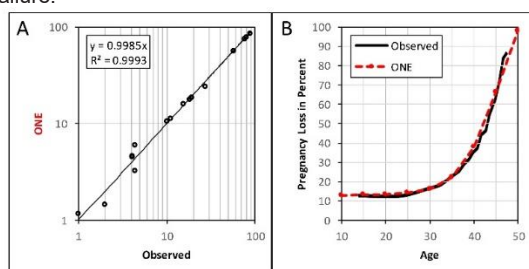 failure.
A
y = 0.9985x
R² = 0.9993
100
10
1
ONE
1
10
100
Observed
B
Observed
ONE
Pregnancy Loss in Percent
100
90
80
70
60
50
40
30
20
10
0
10
20
30
40
50
Age